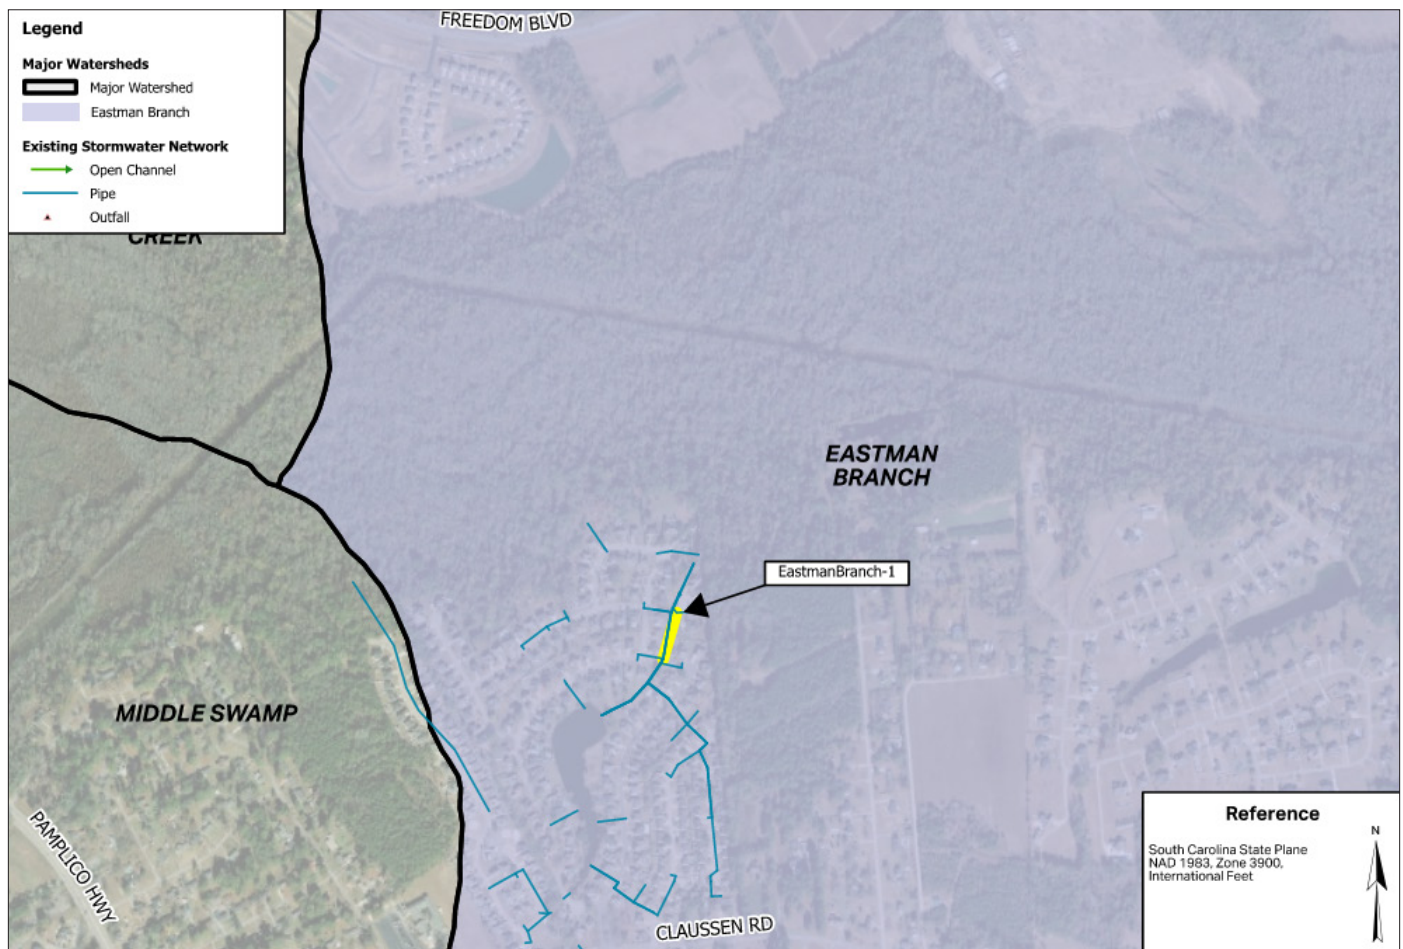 FREEDOM BLVD
Legend
Major Watersheds
Major Watershed
Eastman Branch
Existing Stormwater Network
Open Channel
Pipe
Outfall
CREEK
EASTMAN
BRANCH
EastmanBranch-1
MIDDLE SWAMP
PAMPLICO HWY
CLAUSSEN RD
Reference
South Carolina State Plane
NAD 1983, Zone 3900,
International Feet
N